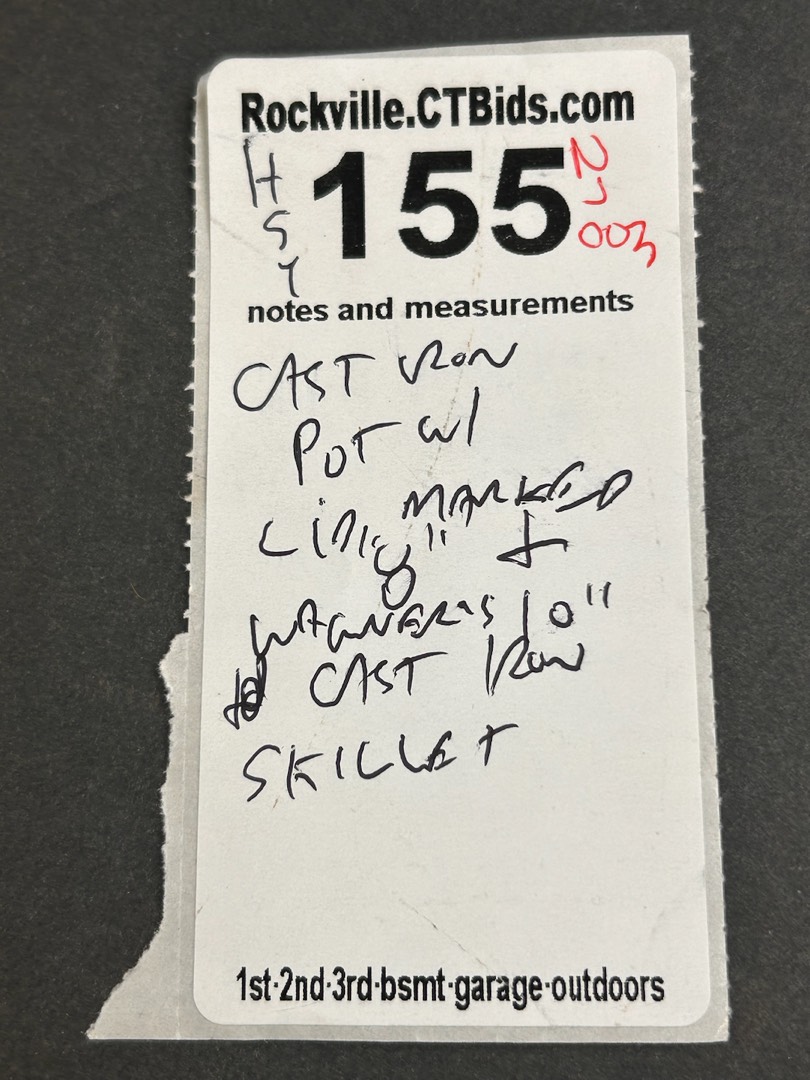 Rockville.CTBids.com
H
S
Y
155
N
J
003
notes and measurements
CAST IRON
POT w/
MARKED
8" +
WAGNER'S 10"
CAST IRON
SKILLET
1st·2nd·3rd·bsmt·garage·outdoors